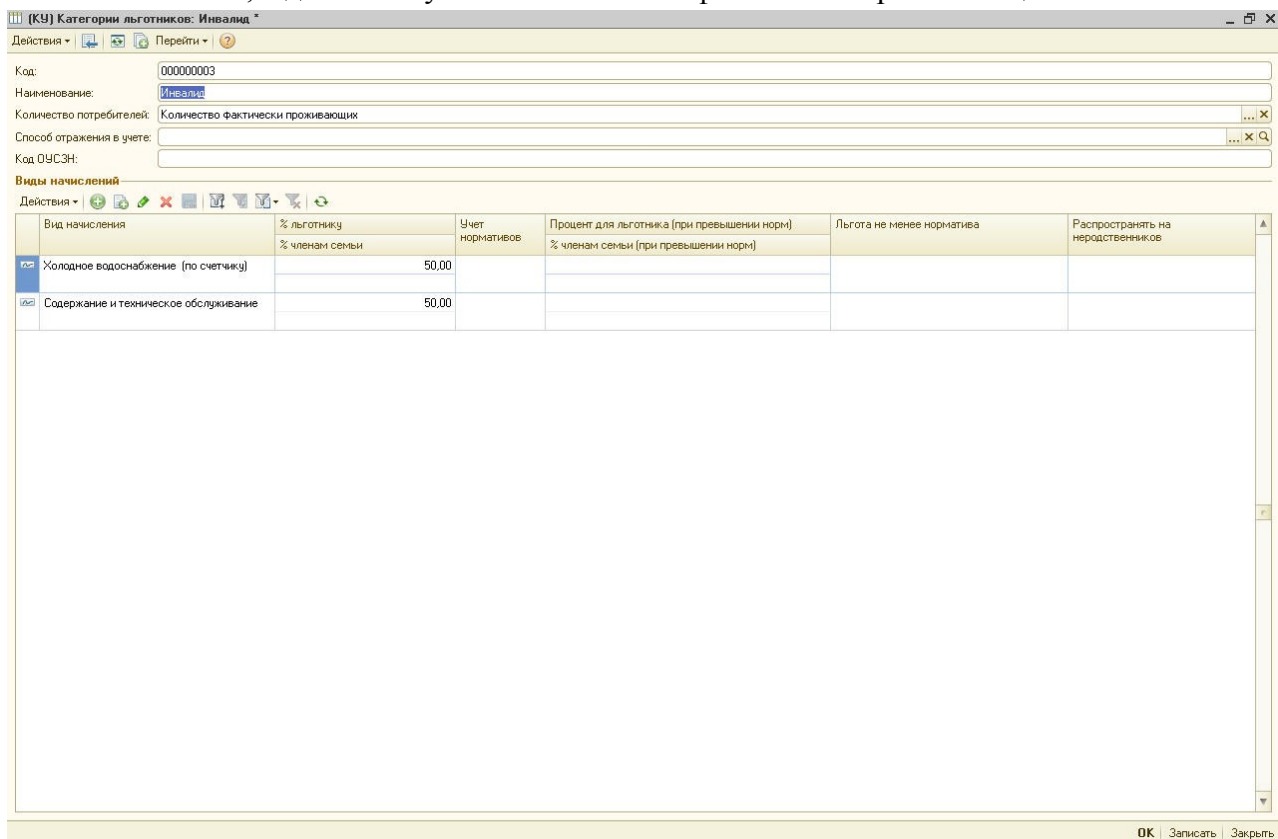 (КУ) Категории льготников: Инвалид *
Действия Перейти
Код: 000000003
Наименование: Инвалид
Количество потребителей: Количество фактически проживающих
Способ отражения в учете:
Код ОУСЗН:
Виды начислений
Действия
Вид начисления % льготнику Учет нормативов Процент для льготника (при превышении норм) Льгота не менее норматива Распространять на неродственников
% членам семьи % членам семьи (при превышении норм)
Холодное водоснабжение (по счетчику) 50,00
Содержание и техническое обслуживание 50,00
OK Записать Закрыть